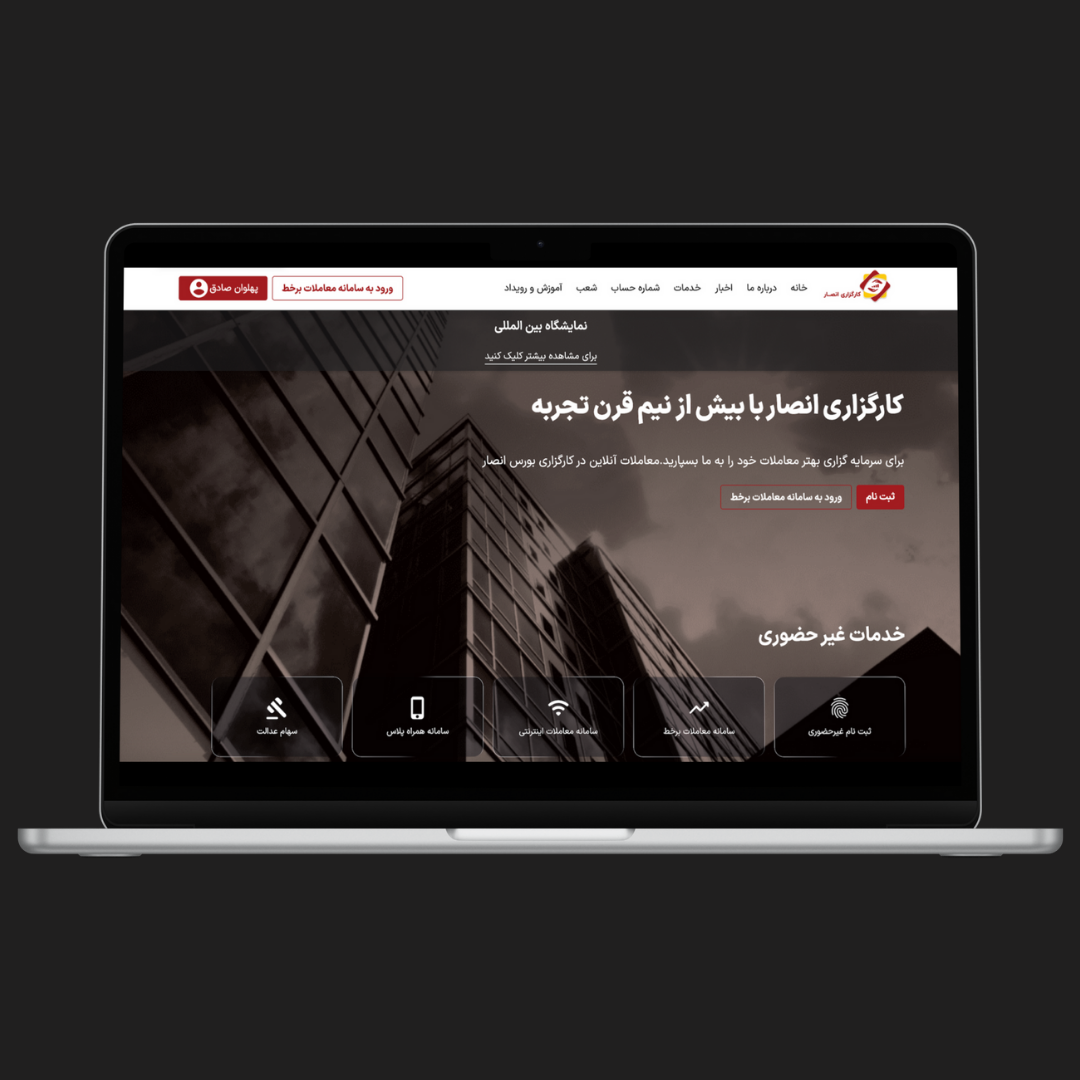 کارگزاری انصار
خانه درباره ما اخبار خدمات شماره حساب شعب آموزش و رویداد
ورود به سامانه معاملات برخط
پهلوان صادق
نمایشگاه بین المللی
برای مشاهده بیشتر کلیک کنید
کارگزاری انصار با بیش از نیم قرن تجربه
برای سرمایه گزاری بهتر معاملات خود را به ما بسپارید.معاملات آنلاین در کارگزاری بورس انصار
ثبت نام
ورود به سامانه معاملات برخط
خدمات غیر حضوری
ثبت نام غیرحضوری
سامانه معاملات برخط
سامانه معاملات اینترنتی
سامانه همراه پلاس
سهام عدالت